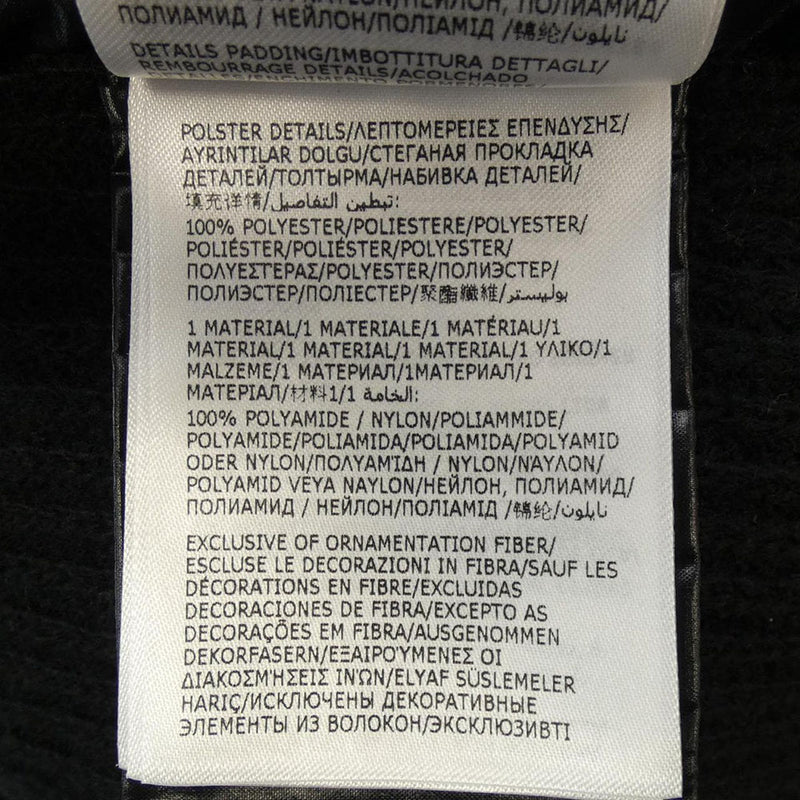 ПОЛИАМИД / НЕЙЛОН/ПОЛІАМІД /锦纶/نايلون
DETAILS PADDING/IMBOTTITURA DETTAGLI/
REMBOURRAGE DETAILS/ACOLCHADO
POLSTER DETAILS/ΛΕΠΤΟΜΕΡΕΙΕΣ ΕΠΕΝΔΥΣΗΣ/
AYRINTILAR DOLGU/СТЕГАНАЯ ПРОКЛАДКА
ДЕТАЛЕЙ/ТОЛТЫРМА/НАБИВКА ДЕТАЛЕЙ/
填充详情/تبطين التفاصيل:
100% POLYESTER/POLIESTERE/POLYESTER/
POLIÉSTER/POLIÉSTER/POLYESTER/
ΠΟΛΥΕΣΤΕΡΑΣ/POLYESTER/ПОЛИЭСТЕР/
ПОЛИЭСТЕР/ПОЛІЕСТЕР/聚酯纖維/بوليستر
1 MATERIAL/1 MATERIALE/1 MATÉRIAU/1
MATERIAL/1 MATERIAL/1 MATERIAL/1 ΥΛΙΚΟ/1
MALZEME/1 МАТЕРИАЛ/1МАТЕРИАЛ/1
МАТЕРІАЛ/材料1/1 الخامة:
100% POLYAMIDE / NYLON/POLIAMMIDE/
POLYAMIDE/POLIAMIDA/POLIAMIDA/POLYAMID
ODER NYLON/ΠΟΛΥΑΜΊΔΗ / NYLON/ΝΆΥΛΟΝ/
POLYAMID VEYA NAYLON/НЕЙЛОН, ПОЛИАМИД/
ПОЛИАМИД / НЕЙЛОН/ПОЛІАМІД /锦纶/نايلون
EXCLUSIVE OF ORNAMENTATION FIBER/
ESCLUSE LE DECORAZIONI IN FIBRA/SAUF LES
DÉCORATIONS EN FIBRE/EXCLUIDAS
DECORACIONES DE FIBRA/EXCEPTO AS
DECORAÇÕES EM FIBRA/AUSGENOMMEN
DEKORFASERN/ΕΞΑΙΡΟΎΜΕΝΕΣ ΟΙ
ΔΙΑΚΟΣΜΉΣΕΙΣ ΙΝΏΝ/ELYAF SÜSLEMELER
HARIÇ/ИСКЛЮЧЕНЫ ДЕКОРАТИВНЫЕ
ЭЛЕМЕНТЫ ИЗ ВОЛОКОН/ЭКСКЛЮЗИВТІ